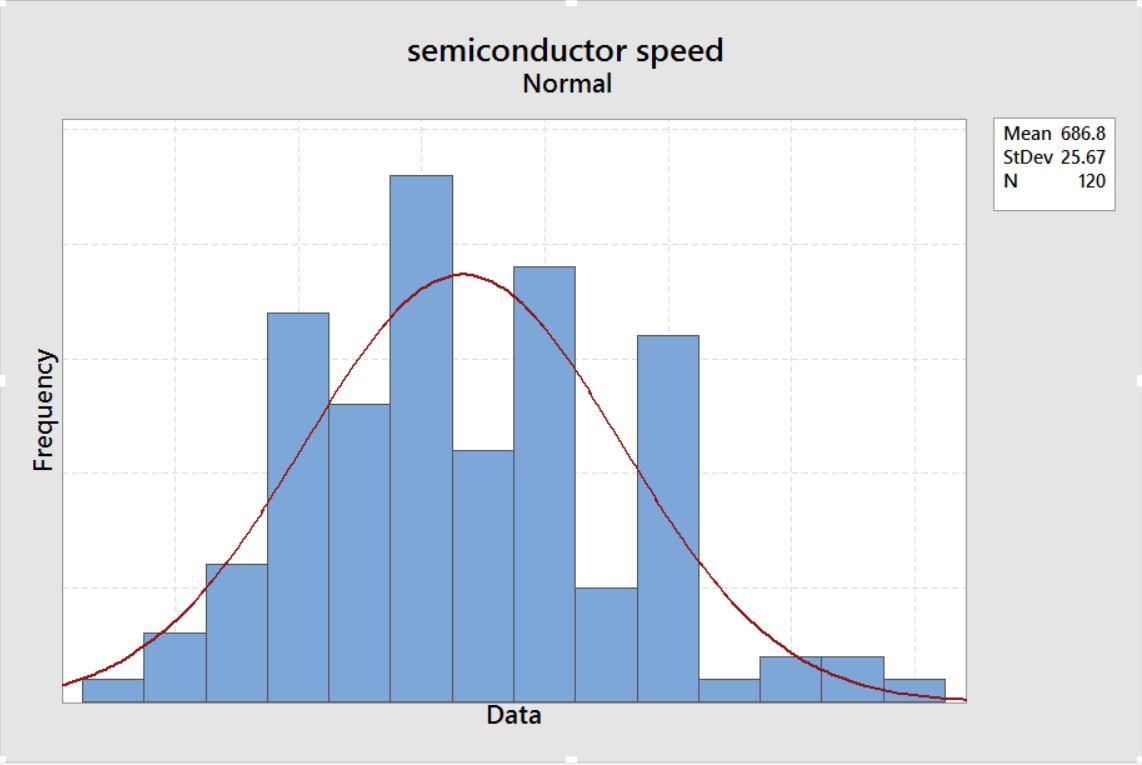 semiconductor speed
Normal
Mean 686.8
StDev 25.67
N 120
Frequency
Data